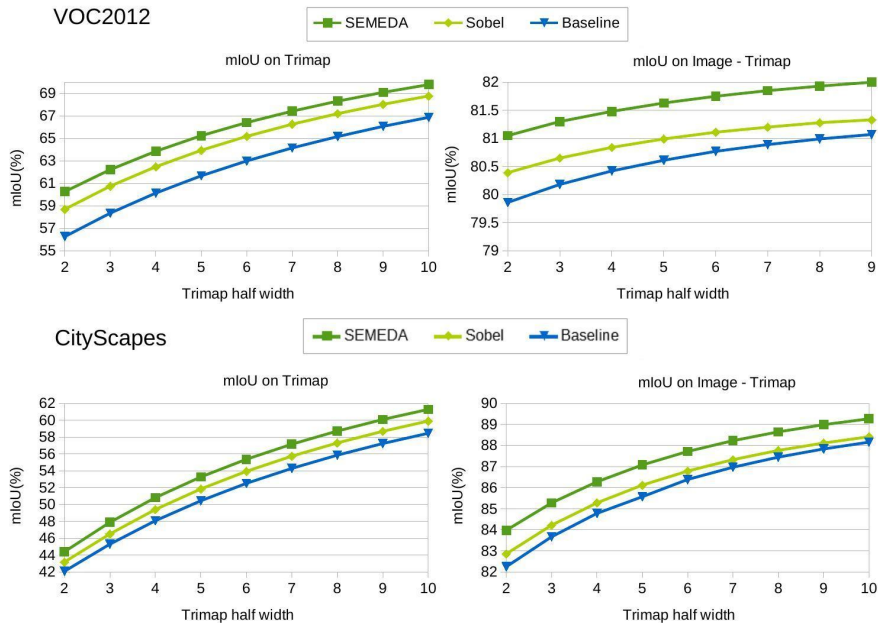 VOC2012
SEMEDA Sobel Baseline
mIoU on Trimap
69
67
65
63
61
59
57
55
mIoU(%)
2 3 4 5 6 7 8 9 10
Trimap half width
mIoU on Image - Trimap
82
81.5
81
80.5
80
79.5
79
mIoU(%)
2 3 4 5 6 7 8 9
Trimap half width
CityScapes
SEMEDA Sobel Baseline
mIoU on Trimap
62
60
58
56
54
52
50
48
46
44
42
mIoU(%)
2 3 4 5 6 7 8 9 10
Trimap half width
mIoU on Image - Trimap
90
89
88
87
86
85
84
83
82
mIoU(%)
2 3 4 5 6 7 8 9 10
Trimap half width